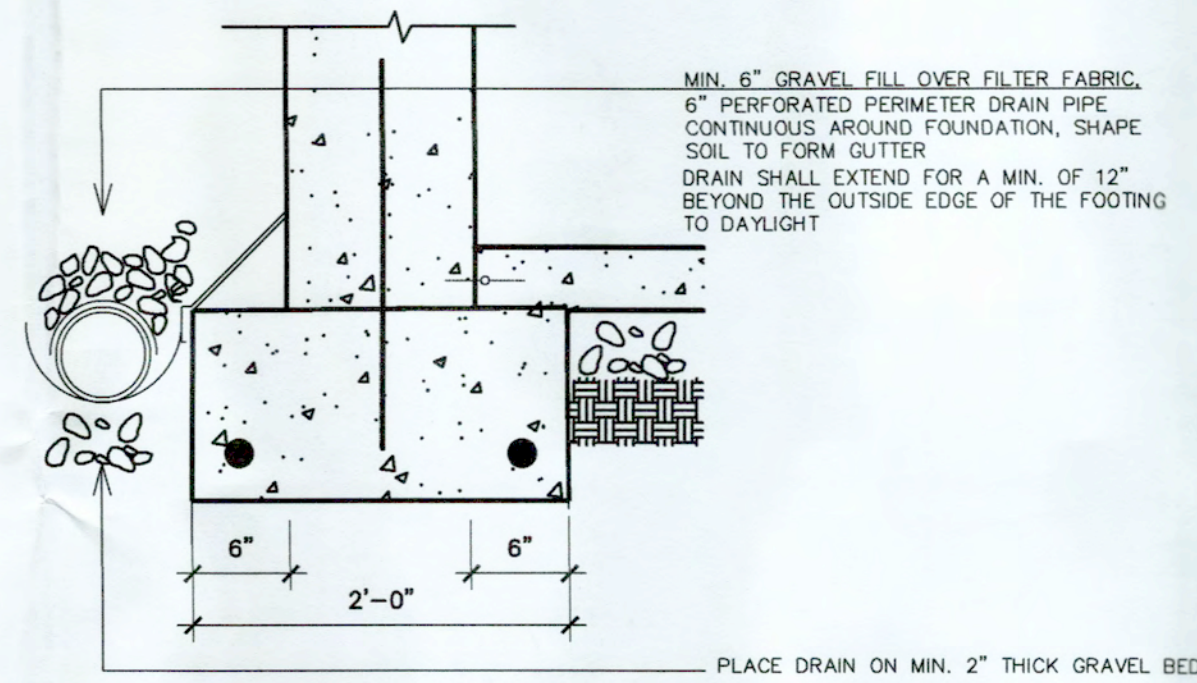 MIN. 6" GRAVEL FILL OVER FILTER FABRIC,
6" PERFORATED PERIMETER DRAIN PIPE
CONTINUOUS AROUND FOUNDATION, SHAPE
SOIL TO FORM GUTTER
DRAIN SHALL EXTEND FOR A MIN. OF 12"
BEYOND THE OUTSIDE EDGE OF THE FOOTING
TO DAYLIGHT
6" 6"
2'-0"
PLACE DRAIN ON MIN. 2" THICK GRAVEL BED